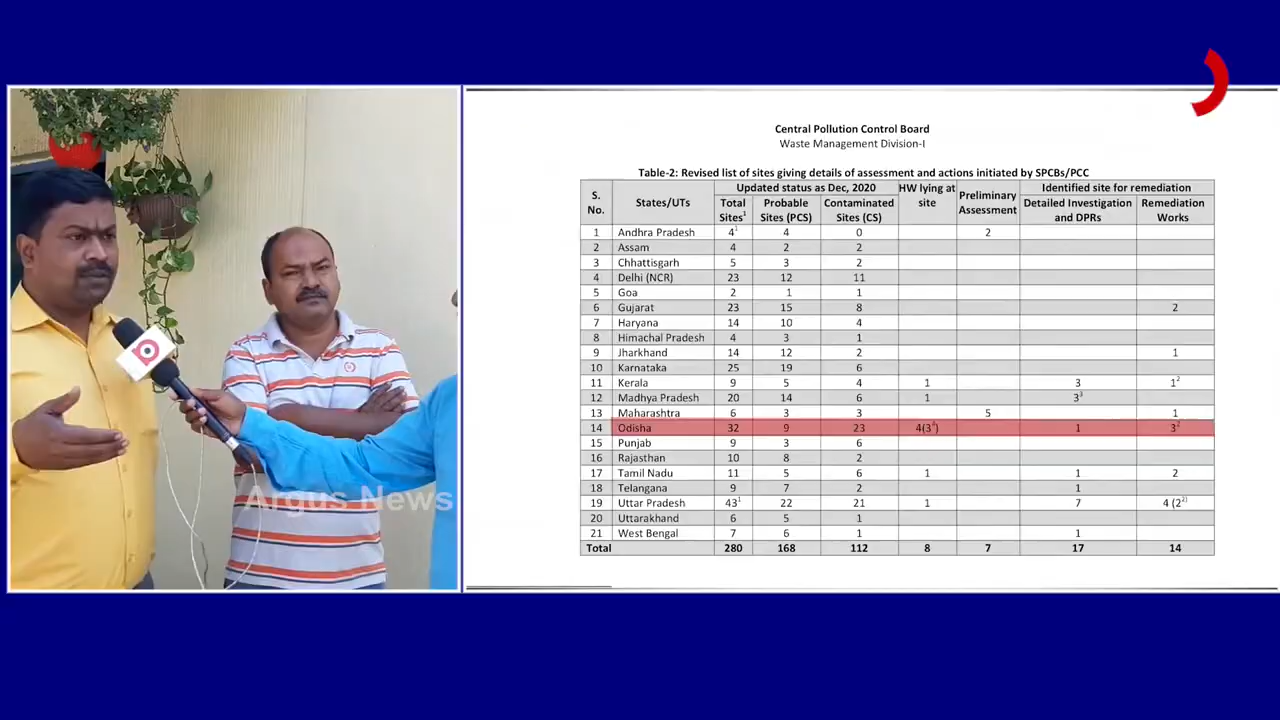 Argus News
Central Pollution Control Board
Waste Management Division-I
Table-2: Revised list of sites giving details of assessment and actions initiated by SPCBs/PCC
S. No. States/UTs Updated status as Dec, 2020 HW lying at site Preliminary Assessment Identified site for remediation
Total Sites¹ Probable Sites (PCS) Contaminated Sites (CS) Detailed Investigation and DPRs Remediation Works
1 Andhra Pradesh 4¹ 4 0 2
2 Assam 4 2 2
3 Chhattisgarh 5 3 2
4 Delhi (NCR) 23 12 11
5 Goa 2 1 1
6 Gujarat 23 15 8 2
7 Haryana 14 10 4
8 Himachal Pradesh 4 3 1
9 Jharkhand 14 12 2 1
10 Karnataka 25 19 6
11 Kerala 9 5 4 1 3 1²
12 Madhya Pradesh 20 14 6 1 3³
13 Maharashtra 6 3 3 5 1
14 Odisha 32 9 23 4(3 ) 1 3²
15 Punjab 9 3 6
16 Rajasthan 10 8 2
17 Tamil Nadu 11 5 6 1 1 2
18 Telangana 9 7 2 1
19 Uttar Pradesh 43¹ 22 21 1 7 4 (2²⁾
20 Uttarakhand 6 5 1
21 West Bengal 7 6 1 1
Total 280 168 112 8 7 17 14